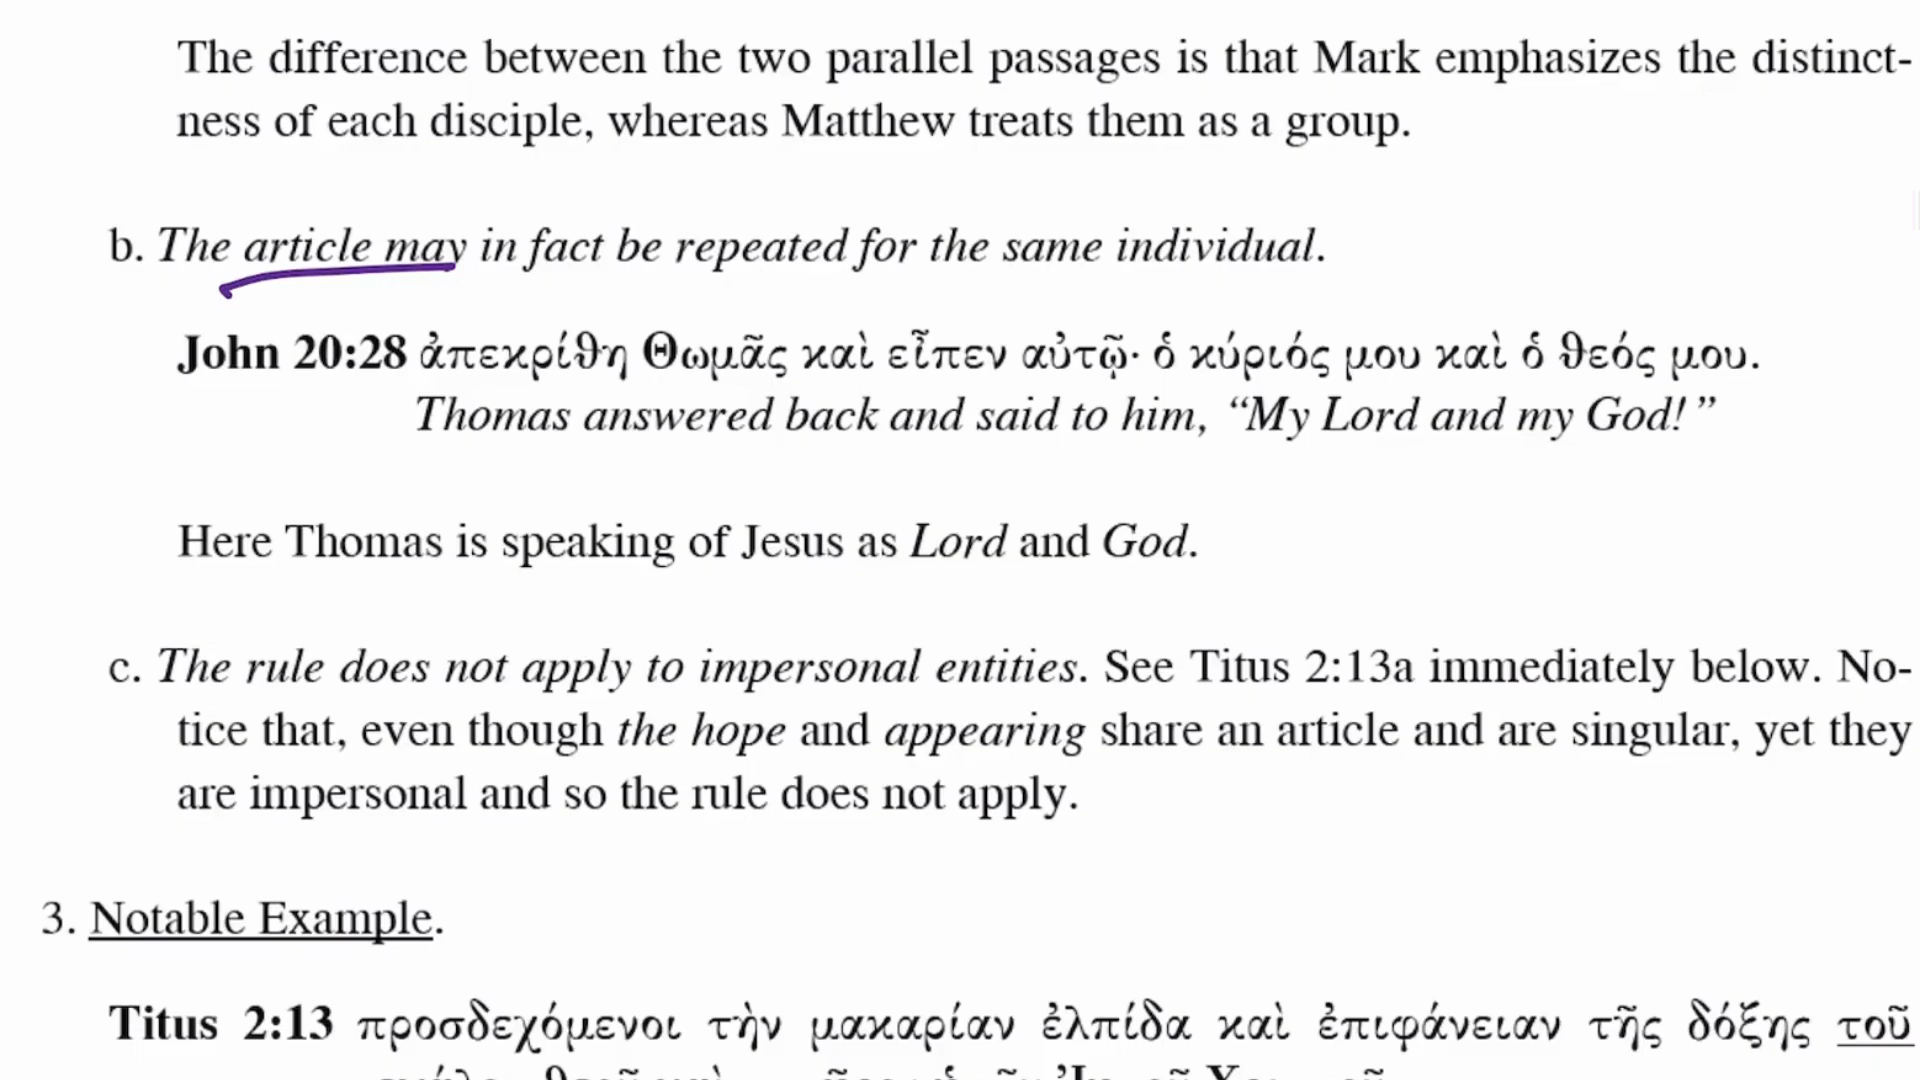 The difference between the two parallel passages is that Mark emphasizes the distinct-
ness of each disciple, whereas Matthew treats them as a group.
b. The article may in fact be repeated for the same individual.
John 20:28 ἀπεκρίθη Θωμᾶς καὶ εἶπεν αὐτῷ· ὁ κύριός μου καὶ ὁ θεός μου.
Thomas answered back and said to him, “My Lord and my God!”
Here Thomas is speaking of Jesus as Lord and God.
c. The rule does not apply to impersonal entities. See Titus 2:13a immediately below. No-
tice that, even though the hope and appearing share an article and are singular, yet they
are impersonal and so the rule does not apply.
3. Notable Example.
Titus 2:13 προσδεχόμενοι τὴν μακαρίαν ἐλπίδα καὶ ἐπιφάνειαν τῆς δόξης τοῦ